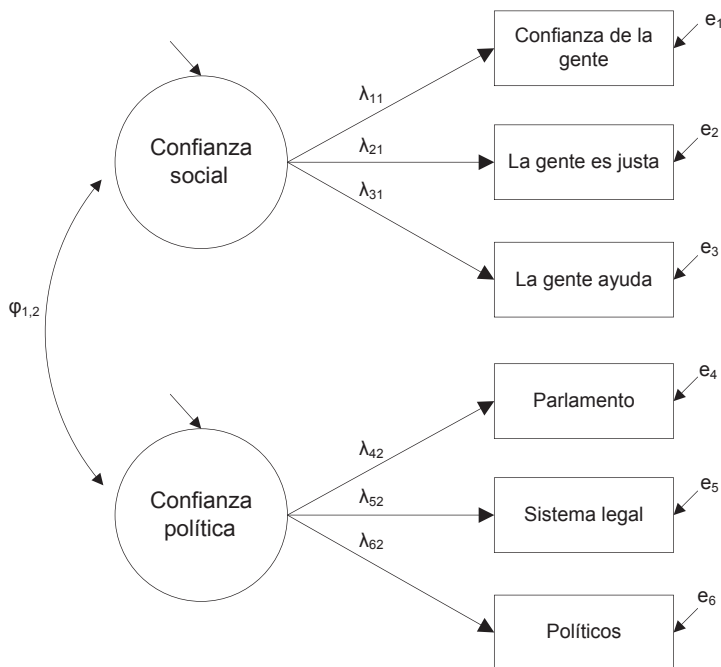 Confianza de la
gente
e₁
λ₁₁
Confianza
social
λ₂₁
La gente es justa
e₂
λ₃₁
La gente ayuda
e₃
φ₁,₂
Parlamento
e₄
λ₄₂
Confianza
política
λ₅₂
Sistema legal
e₅
λ₆₂
Políticos
e₆